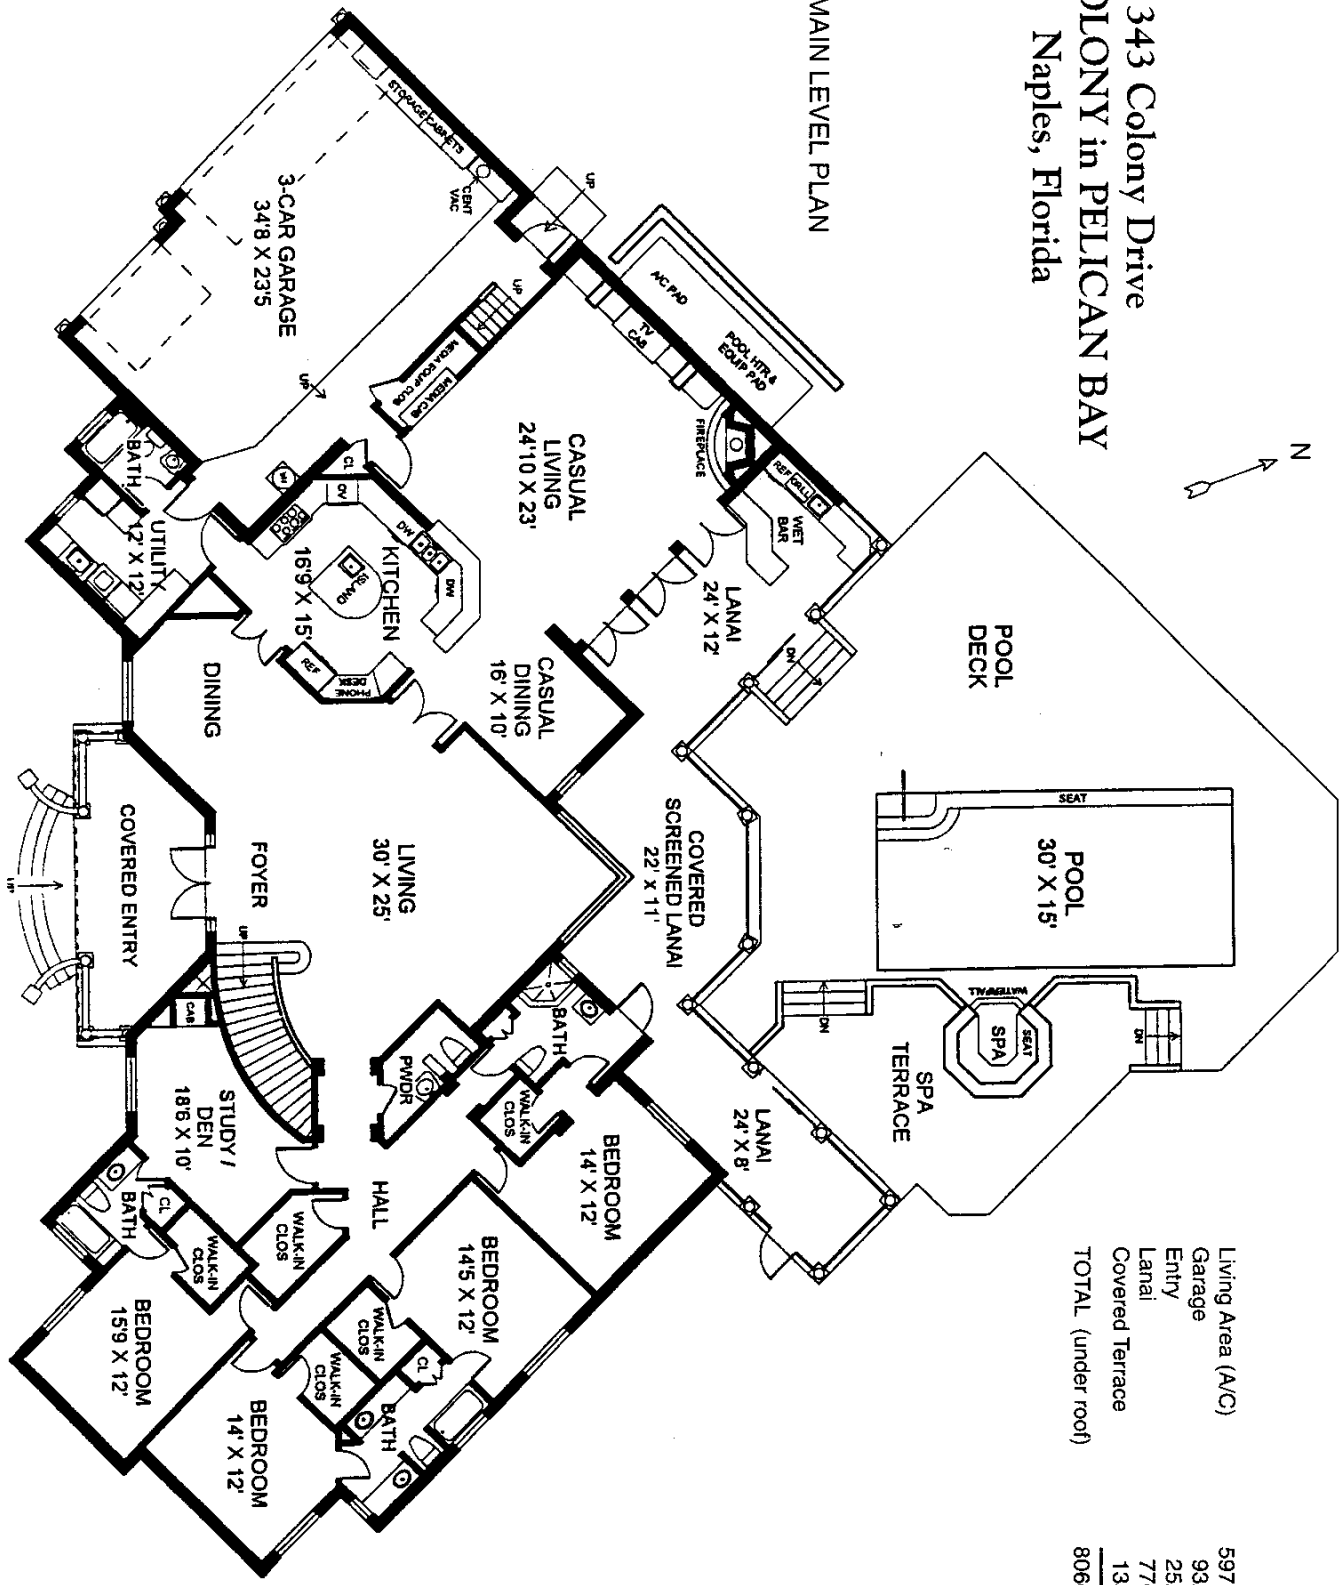 343 Colony Drive
COLONY in PELICAN BAY
Naples, Florida
MAIN LEVEL PLAN
N
Living Area (A/C) 597
Garage 93
Entry 25
Lanai 77
Covered Terrace 13
TOTAL (under roof) 806
POOL
DECK
SEAT
POOL
30' X 15'
WATERFALL
SPA
SEAT
DN
DN
SPA
TERRACE
A/C PAD
POOL HTR &
EQUIP PAD
UP
STORAGE CABINETS
CENT
VAC
TV
CAB
FIREPLACE
REF
GRILL
WET
BAR
LANAI
24' X 12'
DN
COVERED
SCREENED LANAI
22' X 11'
LANAI
24' X 8'
3-CAR GARAGE
34'8 X 23'5
UP
UP
MEDIA EQUIP CLOS
MEDIA CAB
CASUAL
LIVING
24'10 X 23'
CASUAL
DINING
16' X 10'
CL
OV
DW
DW
KITCHEN
16'9 X 15'
ISLAND
REF
PHONE
DESK
BATH
UTILITY
12' X 12'
DINING
LIVING
30' X 25'
FOYER
COVERED ENTRY
UP
UP
CAB
PWDR
BATH
WALK-IN
CLOS
BEDROOM
14' X 12'
STUDY /
DEN
18'6 X 10'
HALL
BATH
CL
WALK-IN
CLOS
WALK-IN
CLOS
BEDROOM
14'5 X 12'
WALK-IN
CLOS
WALK-IN
CLOS
CL
BATH
BEDROOM
15'9 X 12'
BEDROOM
14' X 12'